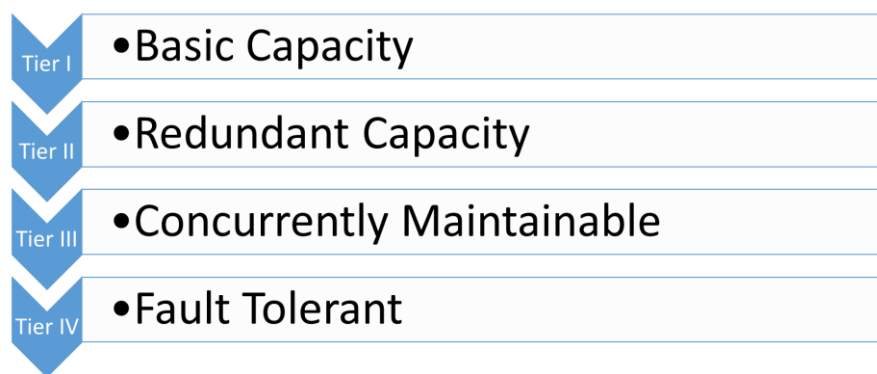 Tier I
•Basic Capacity
Tier II
•Redundant Capacity
Tier III
•Concurrently Maintainable
Tier IV
•Fault Tolerant